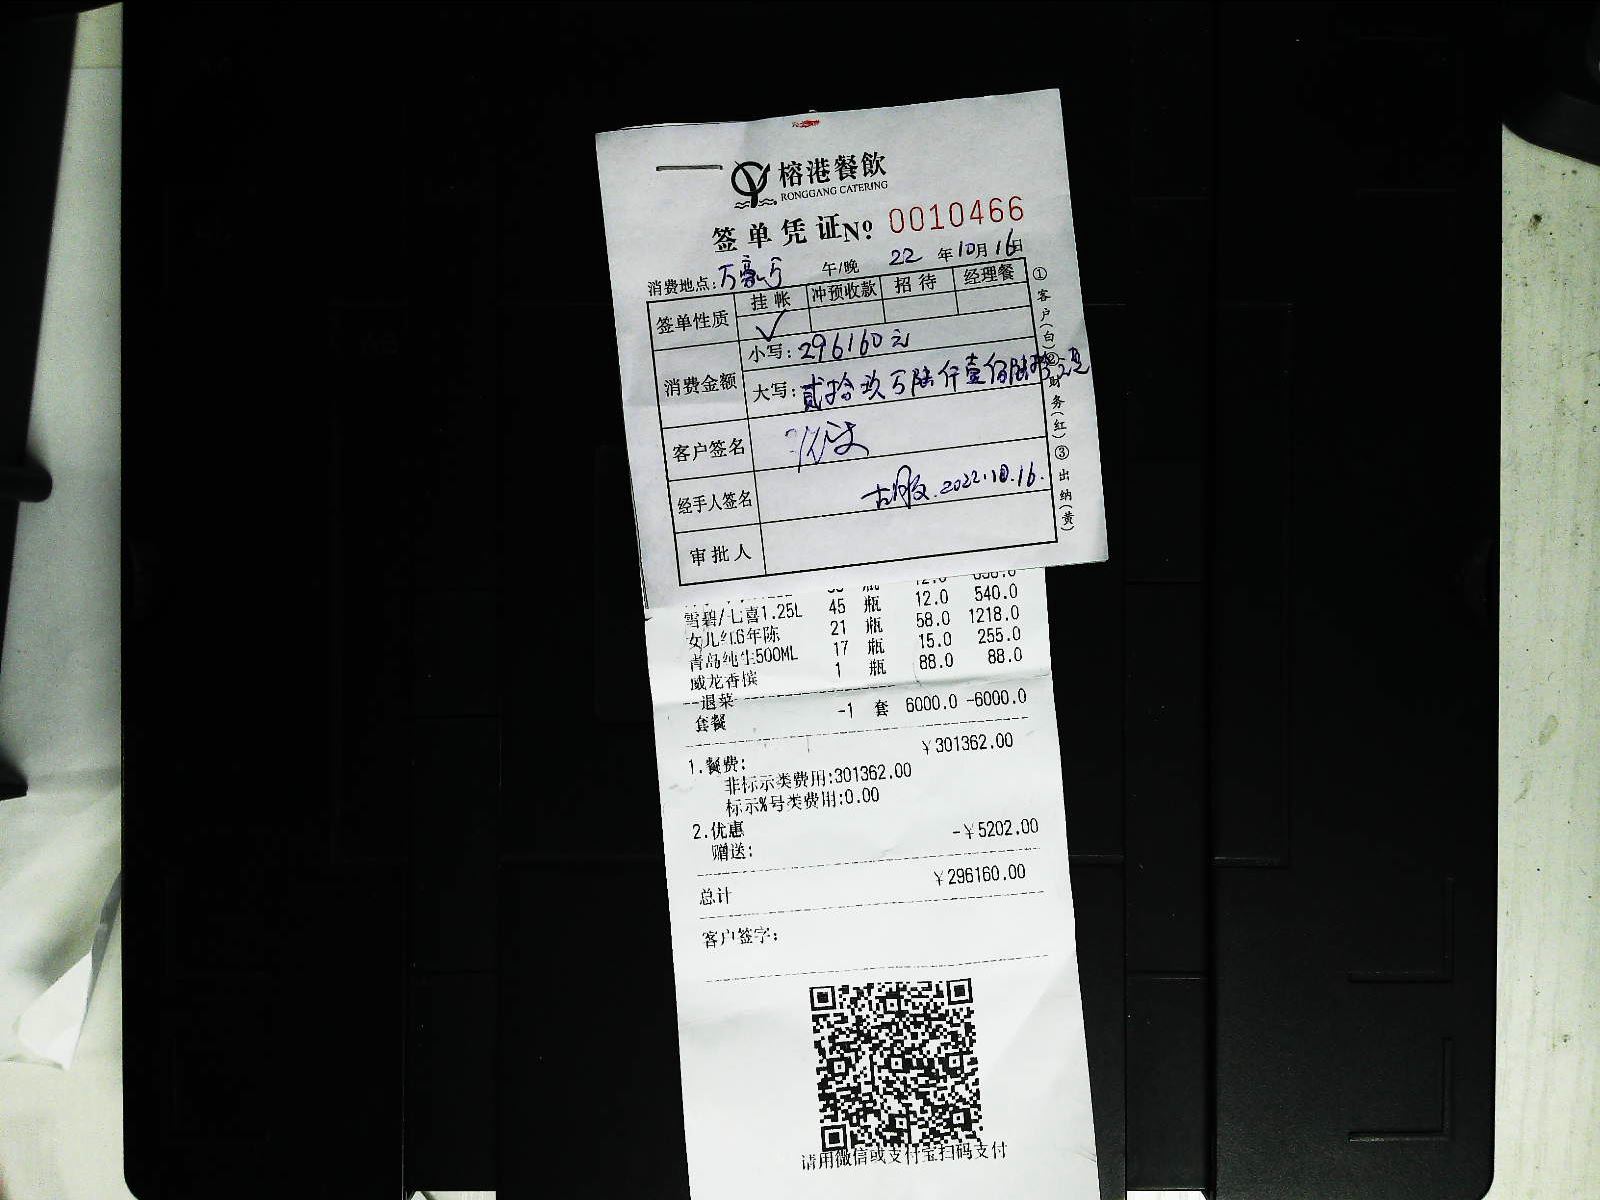 榕港餐飲
RONGGANG CATERING
签单凭证№ 0010466
消费地点: 万豪 午/晚 22 年 10 月 16 日
签单性质 挂帐 冲预收款 招待 经理餐
✓
消费金额 小写: 296160元
大写: 贰拾玖万陆仟壹佰陆拾元
客户签名
经手人签名 2022.10.16.
审批人
①客户(白)②财务(红)③出纳(黄)
雪碧/七喜1.25L 45 瓶 12.0 540.0
女儿红6年陈 21 瓶 58.0 1218.0
青岛纯生500ML 17 瓶 15.0 255.0
威龙香槟 1 瓶 88.0 88.0
--退菜
套餐 -1 套 6000.0 -6000.0
1.餐费: ¥301362.00
非标示类费用:301362.00
标示%号类费用:0.00
2.优惠 -¥5202.00
赠送:
总计 ¥296160.00
客户签字:
请用微信或支付宝扫码支付